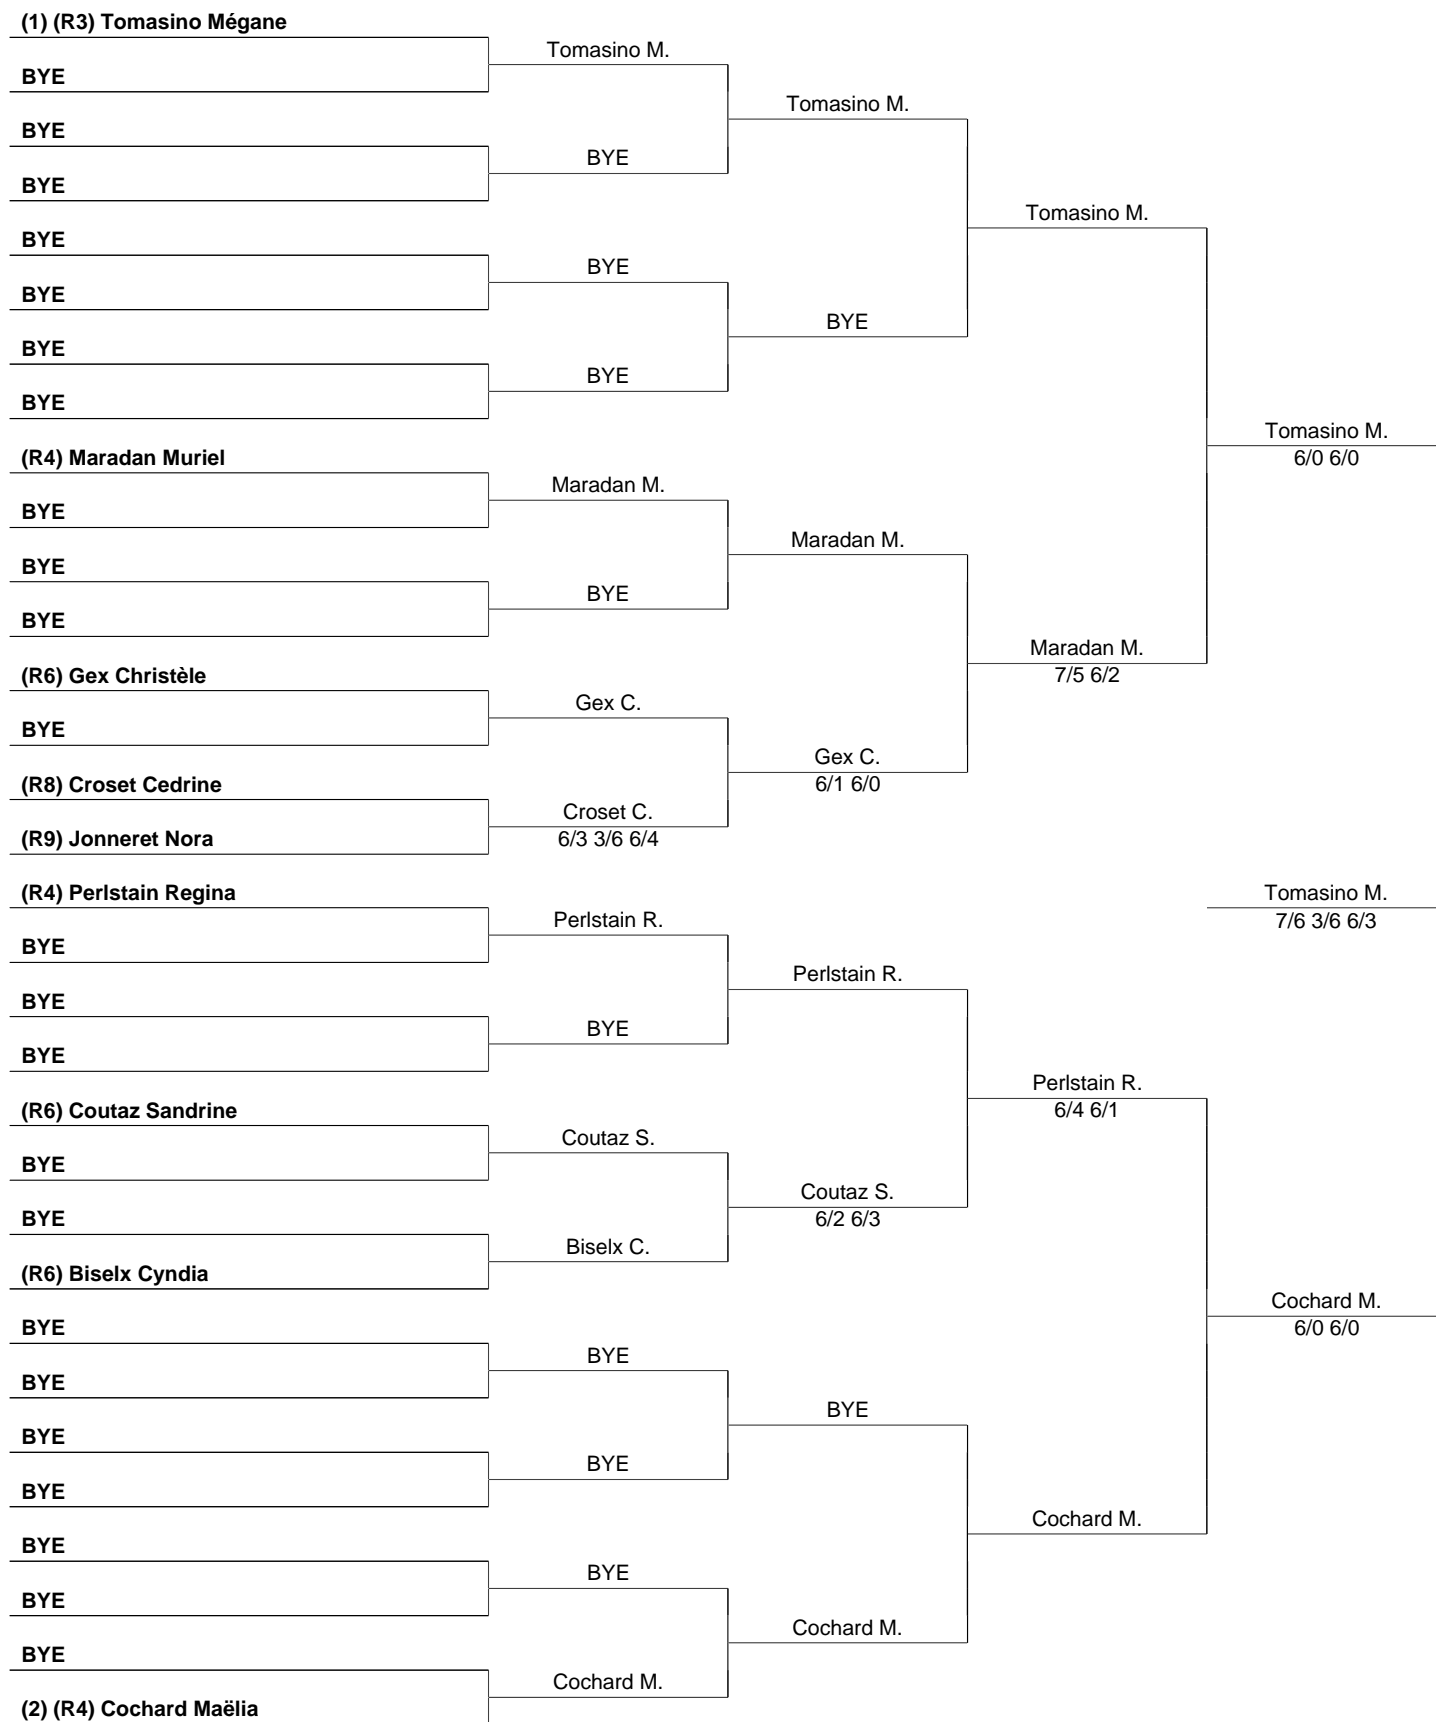 (1) (R3) Tomasino Mégane
BYE
BYE
BYE
BYE
BYE
BYE
BYE
(R4) Maradan Muriel
BYE
BYE
BYE
(R6) Gex Christèle
BYE
(R8) Croset Cedrine
(R9) Jonneret Nora
(R4) Perlstain Regina
BYE
BYE
BYE
(R6) Coutaz Sandrine
BYE
BYE
(R6) Biselx Cyndia
BYE
BYE
BYE
BYE
BYE
BYE
BYE
(2) (R4) Cochard Maëlia
Tomasino M.
BYE
BYE
BYE
Maradan M.
BYE
Gex C.
Croset C.
6/3 3/6 6/4
Perlstain R.
BYE
Coutaz S.
Biselx C.
BYE
BYE
BYE
Cochard M.
Tomasino M.
BYE
Maradan M.
Gex C.
6/1 6/0
Perlstain R.
Coutaz S.
6/2 6/3
BYE
Cochard M.
Tomasino M.
Maradan M.
7/5 6/2
Perlstain R.
6/4 6/1
Cochard M.
Tomasino M.
6/0 6/0
Tomasino M.
7/6 3/6 6/3
Cochard M.
6/0 6/0